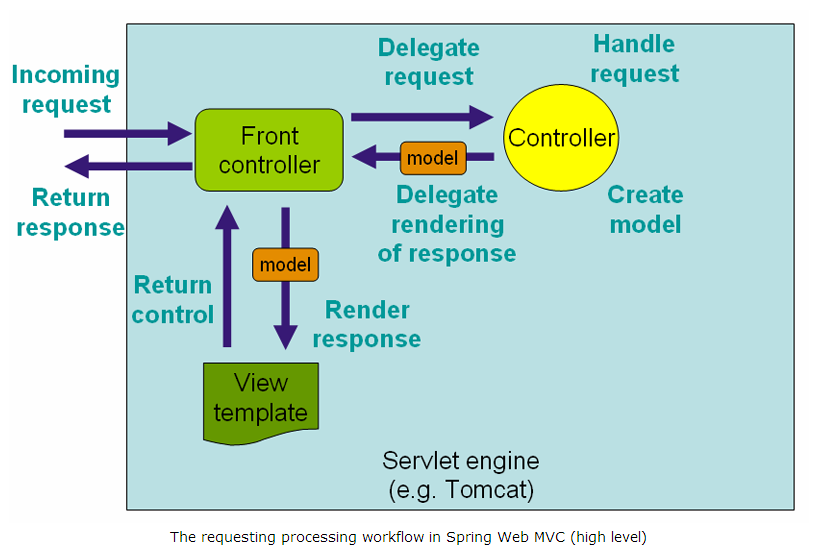 Incoming
request
Return
response
Front
controller
Delegate
request
Handle
request
Controller
model
Delegate
rendering
of response
Create
model
model
Return
control
Render
response
View
template
Servlet engine
(e.g. Tomcat)
The requesting processing workflow in Spring Web MVC (high level)